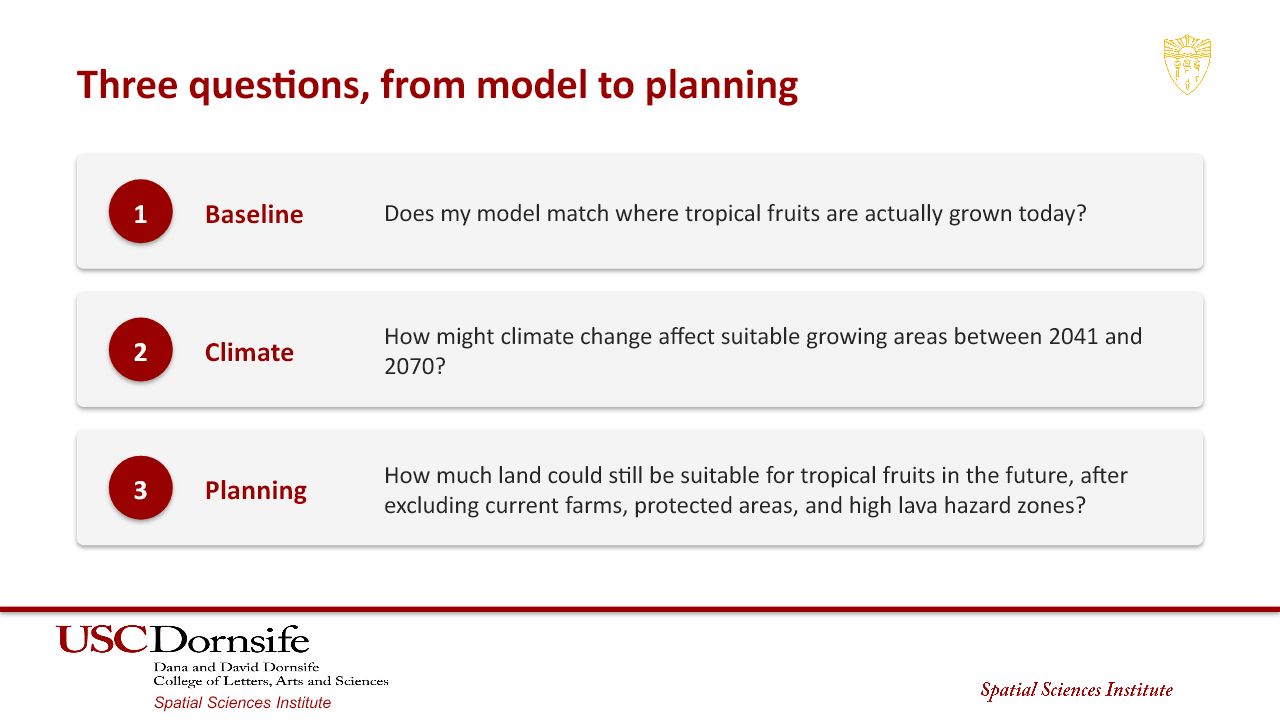 Three questions, from model to planning
1
Baseline
Does my model match where tropical fruits are actually grown today?
2
Climate
How might climate change affect suitable growing areas between 2041 and
2070?
3
Planning
How much land could still be suitable for tropical fruits in the future, after
excluding current farms, protected areas, and high lava hazard zones?
USCDornsife
Dana and David Dornsife
College of Letters, Arts and Sciences
Spatial Sciences Institute
Spatial Sciences Institute